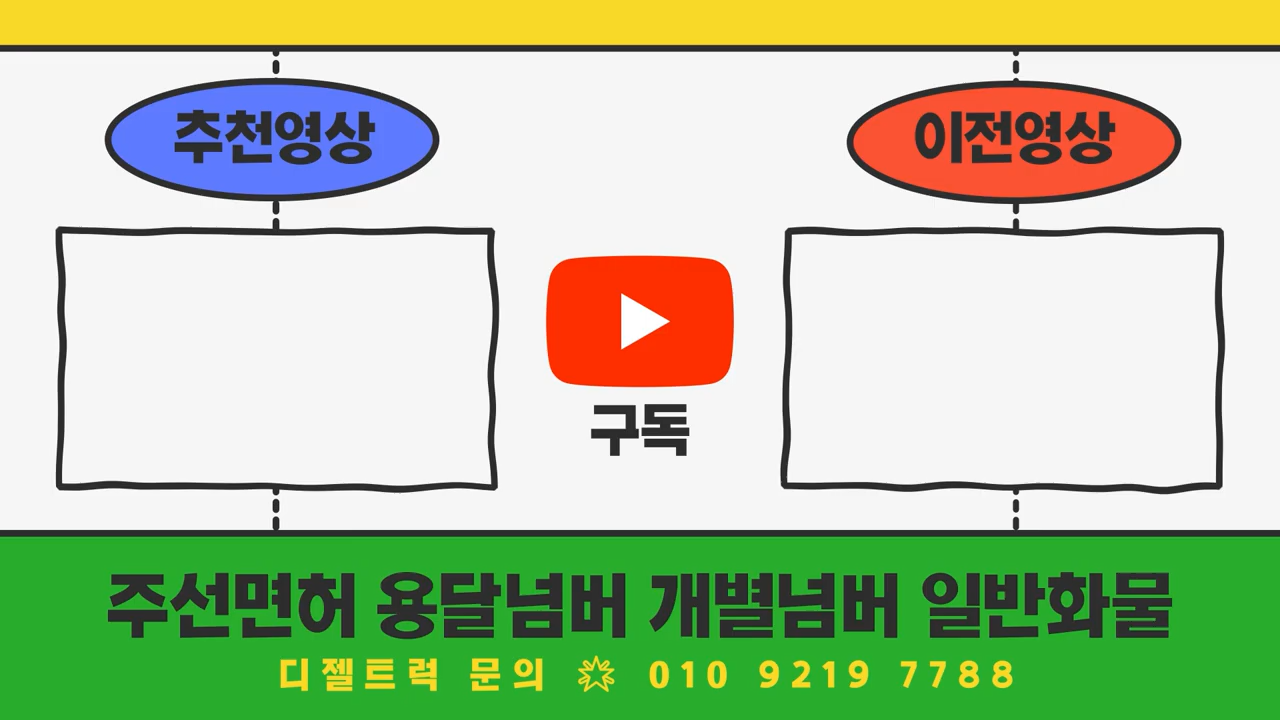 추천영상
이전영상
구독
주선면허 용달넘버 개별넘버 일반화물
디젤트럭 문의 010 9219 7788